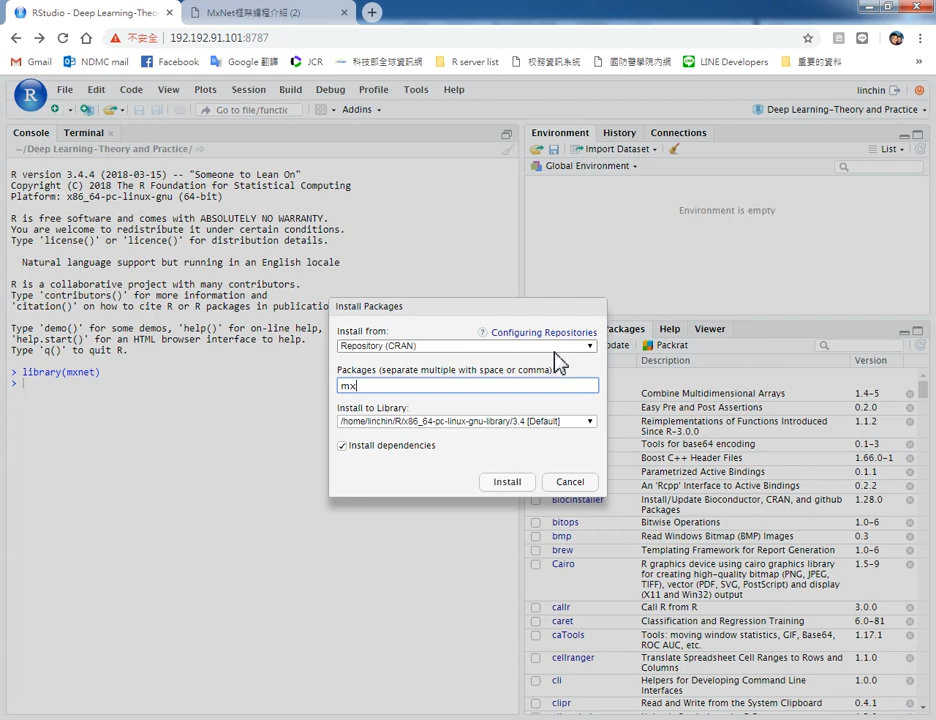 RStudio - Deep Learning-Theo
MxNet框架編程介紹 (2)
不安全
192.192.91.101:8787
Gmail
NDMC mail
Facebook
Google 翻譯
JCR
科技部全球資訊網
R server list
校務資訊系統
國防醫學院內網
LINE Developers
重要的資料
»
File Edit Code View Plots Session Build Debug Profile Tools Help
linchin
Go to file/functic
Addins
Deep Learning-Theory and Practice
Console Terminal
~/Deep Learning-Theory and Practice/
R version 3.4.4 (2018-03-15) -- "Someone to Lean On"
Copyright (C) 2018 The R Foundation for Statistical Computing
Platform: x86_64-pc-linux-gnu (64-bit)
R is free software and comes with ABSOLUTELY NO WARRANTY.
You are welcome to redistribute it under certain conditions.
Type 'license()' or 'licence()' for distribution details.
Natural language support but running in an English locale
R is a collaborative project with many contributors.
Type 'contributors()' for more information and
'citation()' on how to cite R or R packages in publicatio
Type 'demo()' for some demos, 'help()' for on-line help,
'help.start()' for an HTML browser interface to help.
Type 'q()' to quit R.
> library(mxnet)
>
Environment History Connections
Import Dataset
List
Global Environment
Environment is empty
Install Packages
Install from:
? Configuring Repositories
Repository (CRAN)
Packages (separate multiple with space or comma):
mx
Install to Library:
/home/linchin/R/x86_64-pc-linux-gnu-library/3.4 [Default]
Install dependencies
Install
Cancel
ackages Help Viewer
pdate Packrat
Description Version
Combine Multidimensional Arrays 1.4-5
Easy Pre and Post Assertions 0.2.0
Reimplementations of Functions Introduced 1.1.2
Since R-3.0.0
Tools for base64 encoding 0.1-3
Boost C++ Header Files 1.66.0-1
Parametrized Active Bindings 0.1.1
An 'Rcpp' Interface to Active Bindings 0.2.2
BiocInstaller Install/Update Bioconductor, CRAN, and github 1.28.0
Packages
bitops Bitwise Operations 1.0-6
bmp Read Windows Bitmap (BMP) Images 0.3
brew Templating Framework for Report Generation 1.0-6
Cairo R graphics device using cairo graphics library 1.5-9
for creating high-quality bitmap (PNG, JPEG,
TIFF), vector (PDF, SVG, PostScript) and display
(X11 and Win32) output
callr Call R from R 3.0.0
caret Classification and Regression Training 6.0-81
caTools Tools: moving window statistics, GIF, Base64, 1.17.1
ROC AUC, etc.
cellranger Translate Spreadsheet Cell Ranges to Rows and 1.1.0
Columns
cli Helpers for Developing Command Line 1.0.0
Interfaces
clipr Read and Write from the System Clipboard 0.4.1